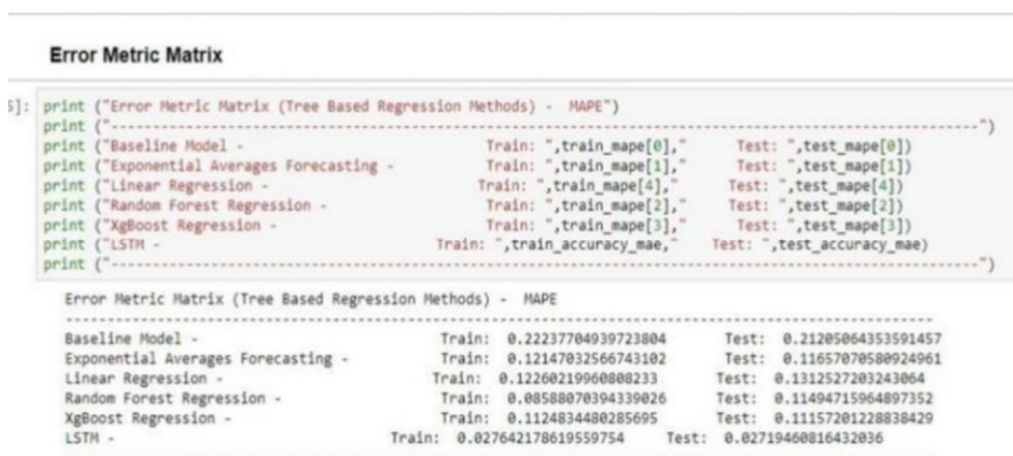 Error Metric Matrix
5]: print ("Error Metric Matrix (Tree Based Regression Methods) -  MAPE")
print ("--------------------------------------------------------------------------------------------------------")
print ("Baseline Model -                             Train: ",train_mape[0],"      Test: ",test_mape[0])
print ("Exponential Averages Forecasting -           Train: ",train_mape[1],"      Test: ",test_mape[1])
print ("Linear Regression -                         Train: ",train_mape[4],"      Test: ",test_mape[4])
print ("Random Forest Regression -                   Train: ",train_mape[2],"     Test: ",test_mape[2])
print ("XgBoost Regression -                         Train: ",train_mape[3],"      Test: ",test_mape[3])
print ("LSTM -                                 Train: ",train_accuracy_mae,"    Test: ",test_accuracy_mae)
print ("--------------------------------------------------------------------------------------------------------")
Error Metric Matrix (Tree Based Regression Methods) -  MAPE
--------------------------------------------------------------------------------------------------------
Baseline Model -                             Train:  0.22237704939723804       Test:  0.21205064353591457
Exponential Averages Forecasting -           Train:  0.12147032566743102       Test:  0.11657070580924961
Linear Regression -                         Train:  0.12260219960808233       Test:  0.1312527203243064
Random Forest Regression -                   Train:  0.08588070394339026      Test:  0.11494715964897352
XgBoost Regression -                         Train:  0.1124834480285695       Test:  0.11157201228838429
LSTM -                                 Train:  0.027642178619559754     Test:  0.02719460816432036
--------------------------------------------------------------------------------------------------------